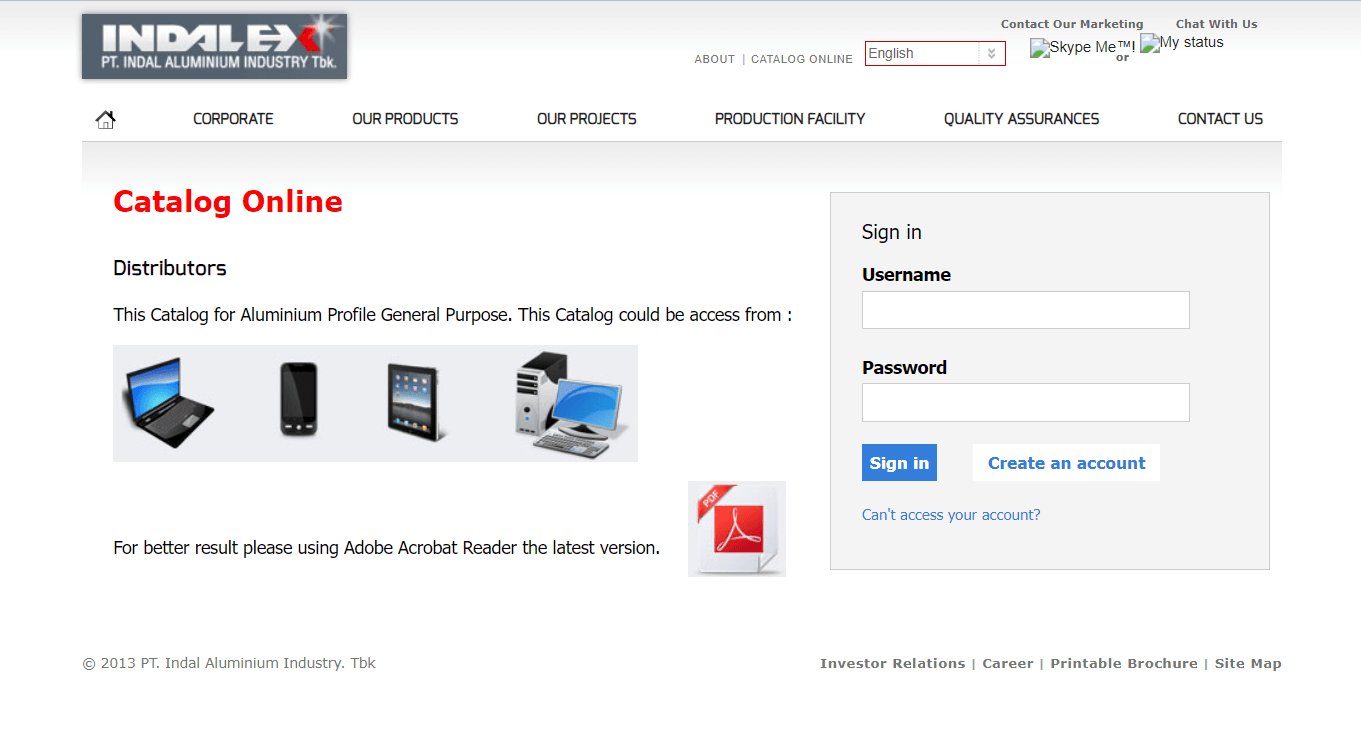 INDALEX
PT. INDAL ALUMINIUM INDUSTRY Tbk.
Contact Our Marketing
Chat With Us
ABOUT | CATALOG ONLINE
English
Skype Me™!
or
My status
CORPORATE
OUR PRODUCTS
OUR PROJECTS
PRODUCTION FACILITY
QUALITY ASSURANCES
CONTACT US
Catalog Online
Distributors
This Catalog for Aluminium Profile General Purpose. This Catalog could be access from :
PDF
For better result please using Adobe Acrobat Reader the latest version.
Sign in
Username
Password
Sign in
Create an account
Can't access your account?
© 2013 PT. Indal Aluminium Industry. Tbk
Investor Relations | Career | Printable Brochure | Site Map